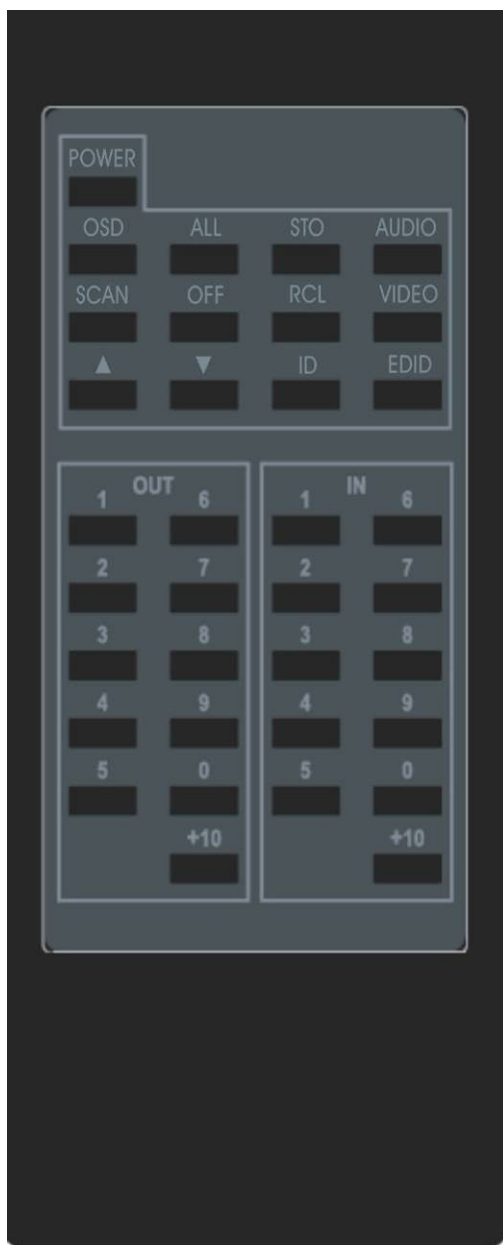 POWER
OSD ALL STO AUDIO
SCAN OFF RCL VIDEO
▲ ▼ ID EDID
OUT IN
1 6 1 6
2 7 2 7
3 8 3 8
4 9 4 9
5 0 5 0
+10 +10